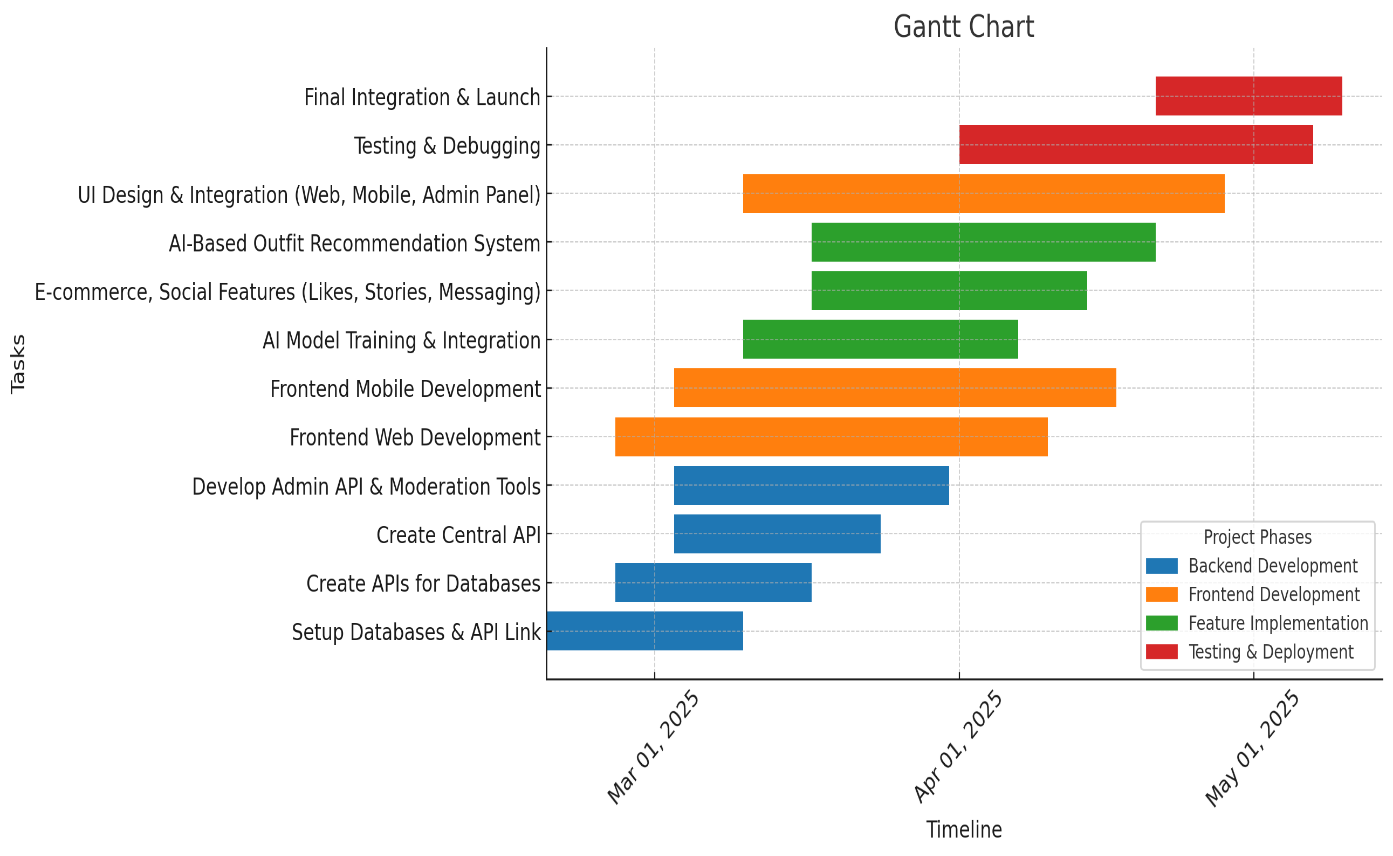 Gantt Chart
Final Integration & Launch
Testing & Debugging
UI Design & Integration (Web, Mobile, Admin Panel)
AI-Based Outfit Recommendation System
E-commerce, Social Features (Likes, Stories, Messaging)
AI Model Training & Integration
Frontend Mobile Development
Frontend Web Development
Develop Admin API & Moderation Tools
Create Central API
Create APIs for Databases
Setup Databases & API Link
Tasks
Project Phases
Backend Development
Frontend Development
Feature Implementation
Testing & Deployment
Mar 01, 2025
Apr 01, 2025
May 01, 2025
Timeline